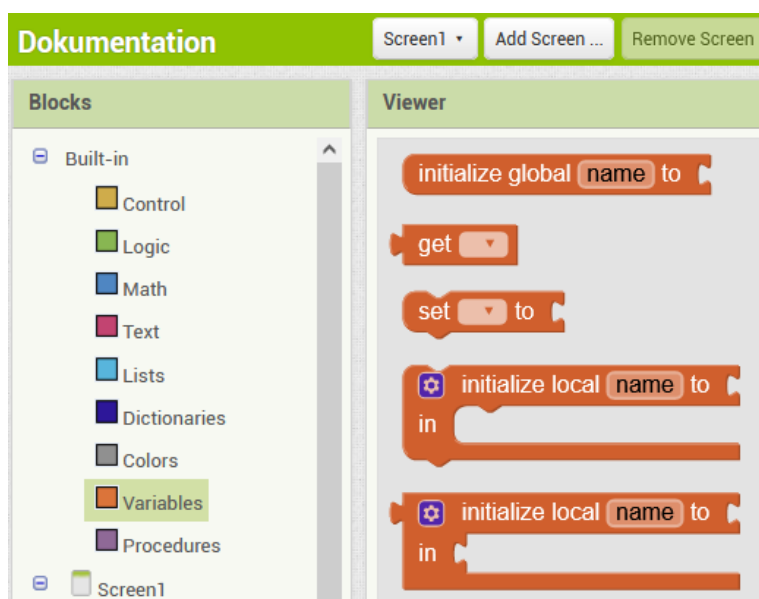 Dokumentation
Screen1
Add Screen ...
Remove Screen
Blocks
Built-in
Control
Logic
Math
Text
Lists
Dictionaries
Colors
Variables
Procedures
Screen1
Viewer
initialize global name to
get
set to
initialize local name to
in
initialize local name to
in